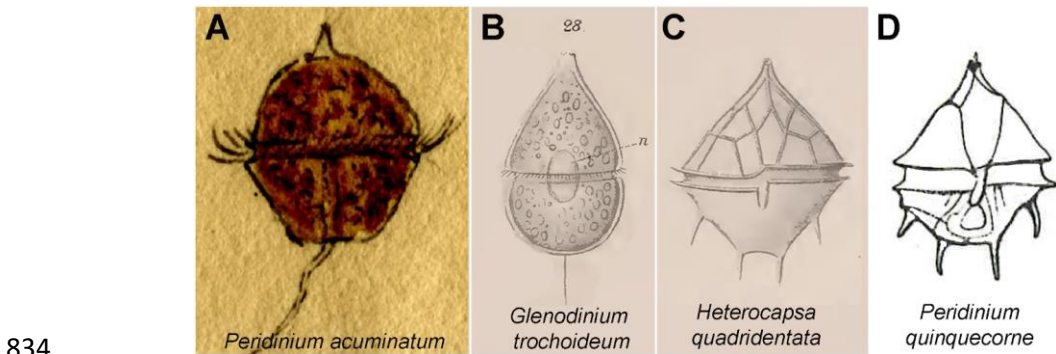 A
B
C
D
28.
n
t
Peridinium acuminatum
Glenodinium
trochoideum
Heterocapsa
quadridentata
Peridinium
quinquecorne
834